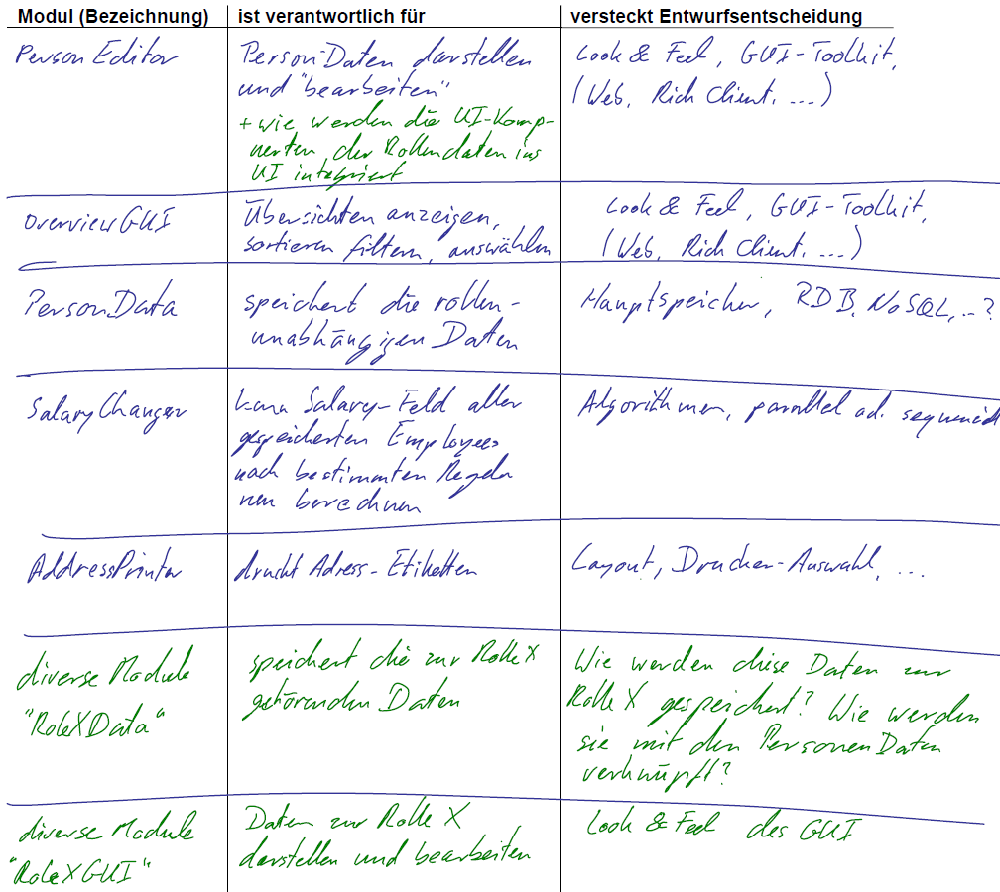 Modul (Bezeichnung) ist verantwortlich für versteckt Entwurfsentscheidung
Person Editor
PersonDaten darstellen
und "bearbeiten"
+ wie werden die UI-Komp-
nenten der Rollendaten ins
UI integriert
Look & Feel, GUI-Toolkit,
(Web, Rich Client, ...)
OverviewGUI
Übersichten anzeigen,
sortieren filtern, auswählen
Look & Feel, GUI-Toolkit,
(Web, Rich Client, ...)
PersonData
speichert die rollen-
unabhängigen Daten
Hauptspeicher, RDB, NoSQL, ...?
SalaryChanger
kann Salary-Feld aller
gespeicherten Employees
nach bestimmten Regeln
neu berechnen
Algorithmen, parallel od. sequenziell
AddressPrinter
druckt Adress-Etiketten
Layout, Drucker-Auswahl, ...
diverse Module
"RoleXData"
speichert die zur Rolle X
gehörenden Daten
Wie werden diese Daten zur
Rolle X gespeichert? Wie werden
sie mit den PersonenDaten
verknüpft?
diverse Module
"RoleXGUI"
Daten zur Rolle X
darstellen und bearbeiten
Look & Feel des GUI